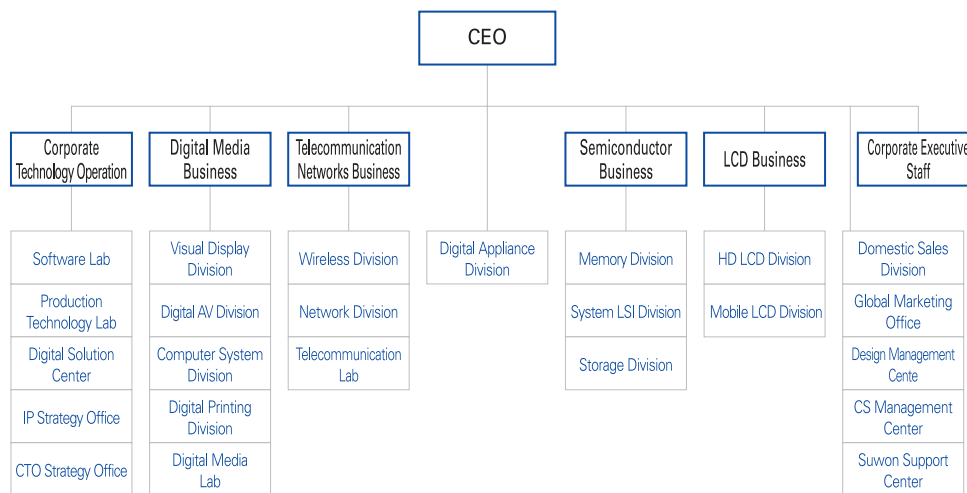 CEO
Corporate
Technology Operation
Digital Media
Business
Telecommunication
Networks Business
Semiconductor
Business
LCD Business
Corporate Executive
Staff
Software Lab
Production
Technology Lab
Digital Solution
Center
IP Strategy Office
CTO Strategy Office
Visual Display
Division
Digital AV Division
Computer System
Division
Digital Printing
Division
Digital Media
Lab
Wireless Division
Network Division
Telecommunication
Lab
Digital Appliance
Division
Memory Division
System LSI Division
Storage Division
HD LCD Division
Mobile LCD Division
Domestic Sales
Division
Global Marketing
Office
Design Management
Cente
CS Management
Center
Suwon Support
Center